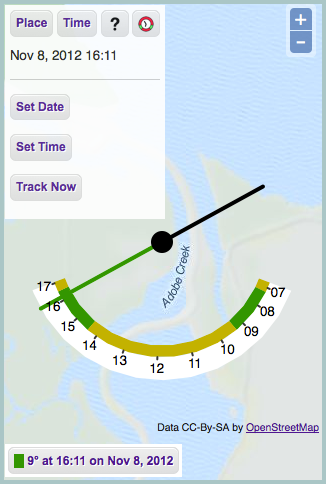 Place Time ?
+
Nov 8, 2012 16:11
−
Set Date
Set Time
Track Now
Adobe Creek
17
16
15
14
13
12
11
10
09
08
07
Data CC-By-SA by OpenStreetMap
9° at 16:11 on Nov 8, 2012